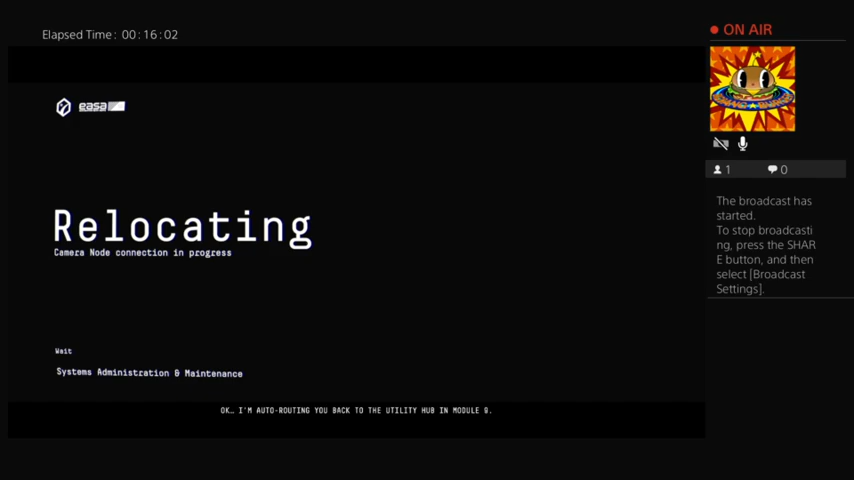 Elapsed Time: 00:16:02
ON AIR
easa
1
0
The broadcast has
started.
To stop broadcasti
ng, press the SHAR
E button, and then
select [Broadcast
Settings].
Relocating
Camera Node connection in progress
Wait
Systems Administration & Maintenance
OK… I'M AUTO-ROUTING YOU BACK TO THE UTILITY HUB IN MODULE 8.